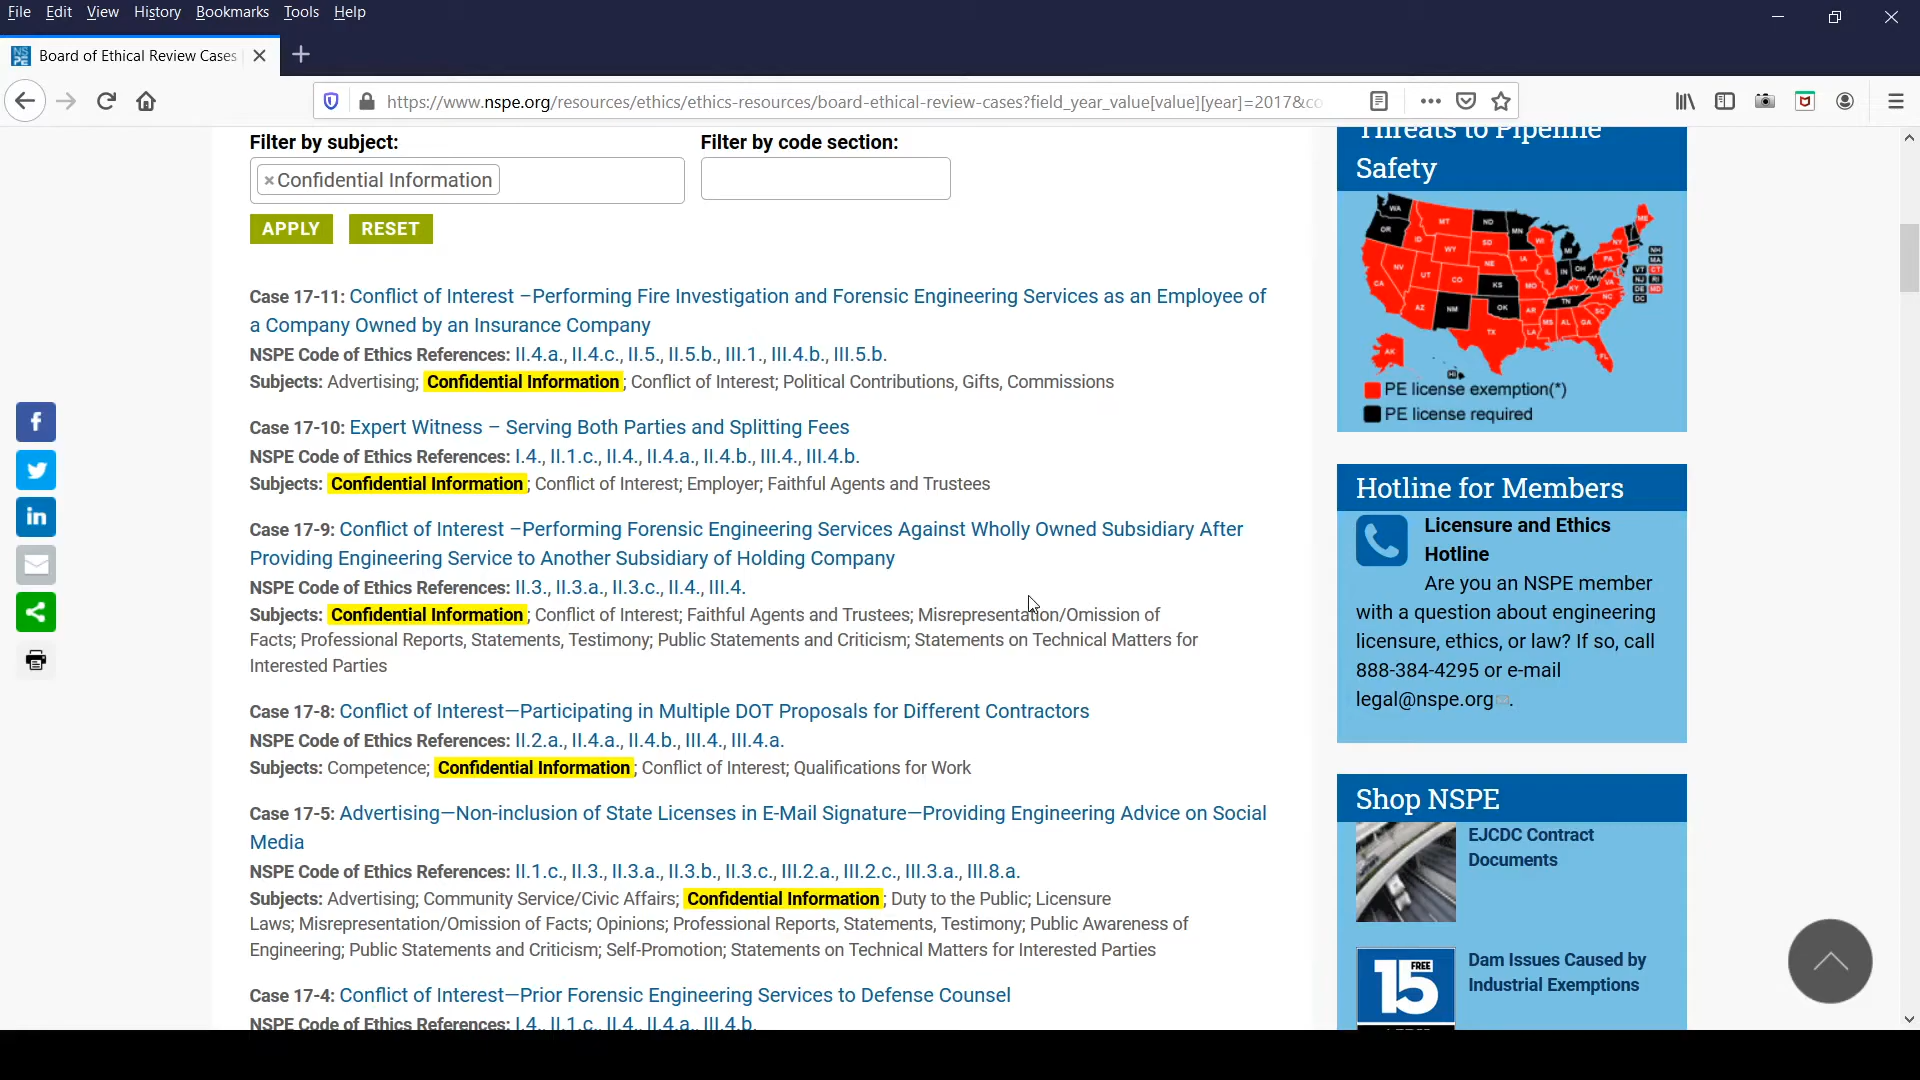 File Edit View History Bookmarks Tools Help
Board of Ethical Review Cases
https://www.nspe.org/resources/ethics/ethics-resources/board-ethical-review-cases?field_year_value[value][year]=2017&co
Filter by subject:
Filter by code section:
×Confidential Information
APPLY RESET
Case 17-11: Conflict of Interest –Performing Fire Investigation and Forensic Engineering Services as an Employee of
a Company Owned by an Insurance Company
NSPE Code of Ethics References: II.4.a., II.4.c., II.5., II.5.b., III.1., III.4.b., III.5.b.
Subjects: Advertising; Confidential Information; Conflict of Interest; Political Contributions, Gifts, Commissions
Case 17-10: Expert Witness – Serving Both Parties and Splitting Fees
NSPE Code of Ethics References: I.4., II.1.c., II.4., II.4.a., II.4.b., III.4., III.4.b.
Subjects: Confidential Information; Conflict of Interest; Employer; Faithful Agents and Trustees
Case 17-9: Conflict of Interest –Performing Forensic Engineering Services Against Wholly Owned Subsidiary After
Providing Engineering Service to Another Subsidiary of Holding Company
NSPE Code of Ethics References: II.3., II.3.a., II.3.c., II.4., III.4.
Subjects: Confidential Information; Conflict of Interest; Faithful Agents and Trustees; Misrepresentation/Omission of
Facts; Professional Reports, Statements, Testimony; Public Statements and Criticism; Statements on Technical Matters for
Interested Parties
Case 17-8: Conflict of Interest—Participating in Multiple DOT Proposals for Different Contractors
NSPE Code of Ethics References: II.2.a., II.4.a., II.4.b., III.4., III.4.a.
Subjects: Competence; Confidential Information; Conflict of Interest; Qualifications for Work
Case 17-5: Advertising—Non-inclusion of State Licenses in E-Mail Signature—Providing Engineering Advice on Social
Media
NSPE Code of Ethics References: II.1.c., II.3., II.3.a., II.3.b., II.3.c., III.2.a., III.2.c., III.3.a., III.8.a.
Subjects: Advertising; Community Service/Civic Affairs; Confidential Information; Duty to the Public; Licensure
Laws; Misrepresentation/Omission of Facts; Opinions; Professional Reports, Statements, Testimony; Public Awareness of
Engineering; Public Statements and Criticism; Self-Promotion; Statements on Technical Matters for Interested Parties
Case 17-4: Conflict of Interest—Prior Forensic Engineering Services to Defense Counsel
NSPE Code of Ethics References: I.4., II.1.c., II.4., II.4.a., III.4.b.
Threats to Pipeline
Safety
PE license exemption(*)
PE license required
Hotline for Members
Licensure and Ethics
Hotline
Are you an NSPE member
with a question about engineering
licensure, ethics, or law? If so, call
888-384-4295 or e-mail
legal@nspe.org.
Shop NSPE
EJCDC Contract
Documents
15 FREE
Dam Issues Caused by
Industrial Exemptions